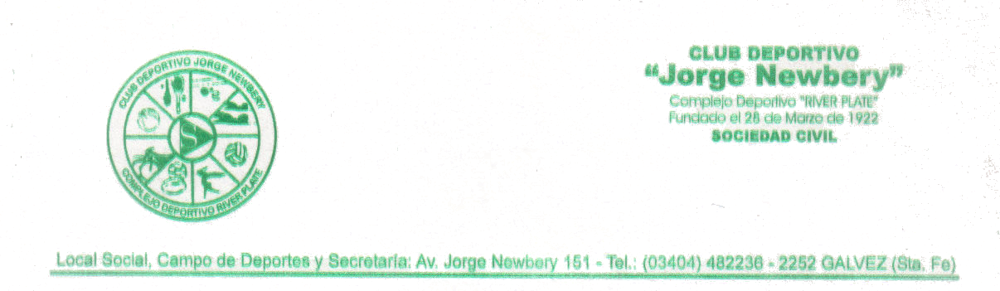 CLUB DEPORTIVO JORGE NEWBERY
COMPLEJO DEPORTIVO RIVER PLATE
CLUB DEPORTIVO
“Jorge Newbery”
Complejo Deportivo "RIVER PLATE"
Fundado el 28 de Marzo de 1922
SOCIEDAD CIVIL
Local Social, Campo de Deportes y Secretaría: Av. Jorge Newbery 151 - Tel.: (03404) 482236 - 2252 GALVEZ (Sta. Fe)